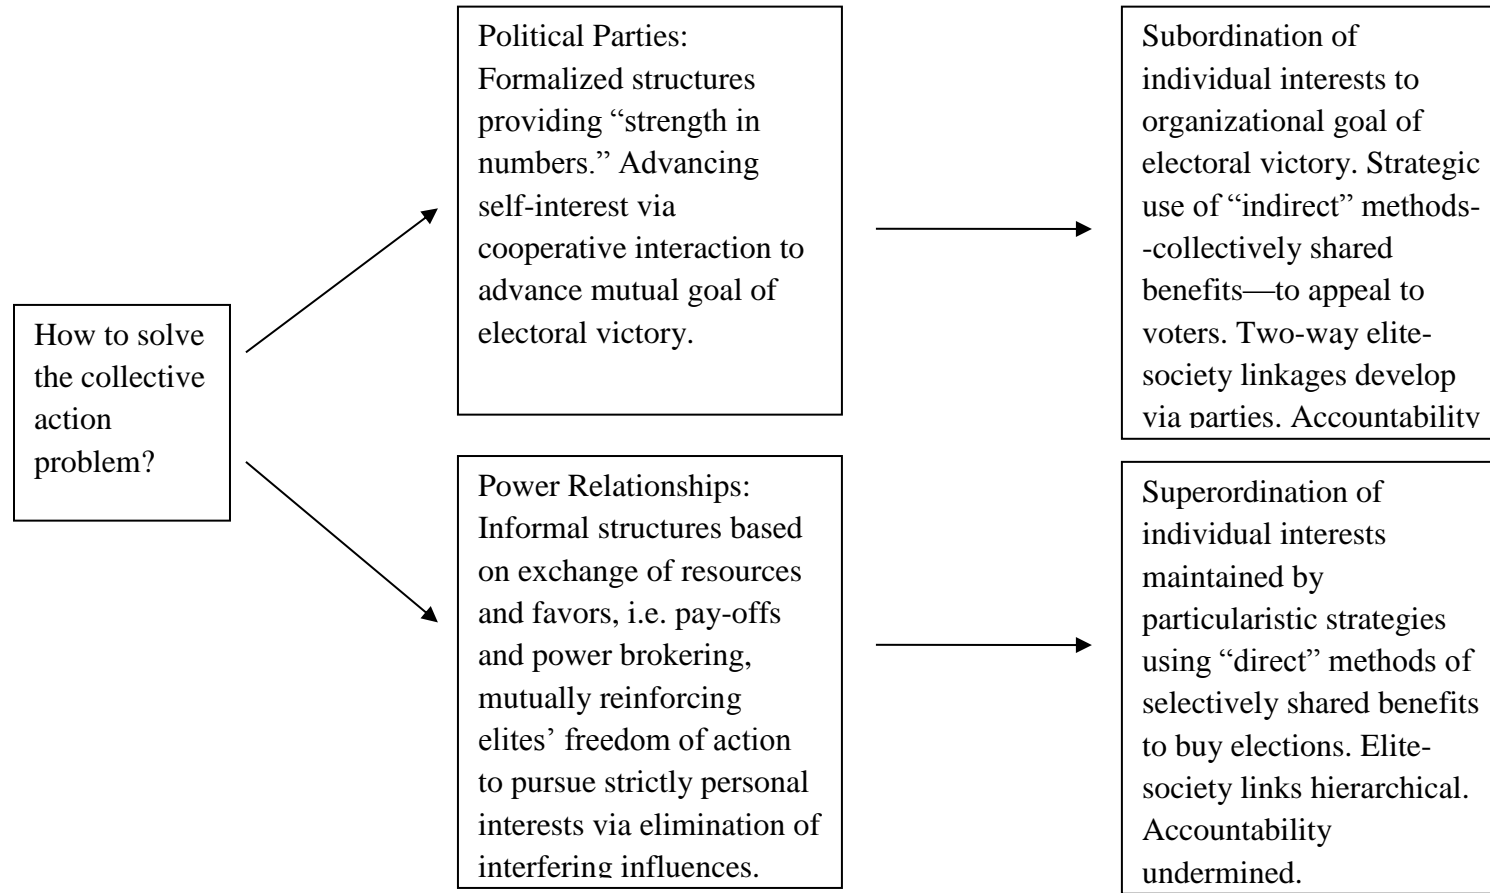 How to solve
the collective
action
problem?
Political Parties:
Formalized structures
providing “strength in
numbers.” Advancing
self-interest via
cooperative interaction to
advance mutual goal of
electoral victory.
Subordination of
individual interests to
organizational goal of
electoral victory. Strategic
use of “indirect” methods-
-collectively shared
benefits—to appeal to
voters. Two-way elite-
society linkages develop
via parties. Accountability
Power Relationships:
Informal structures based
on exchange of resources
and favors, i.e. pay-offs
and power brokering,
mutually reinforcing
elites’ freedom of action
to pursue strictly personal
interests via elimination of
interfering influences.
Superordination of
individual interests
maintained by
particularistic strategies
using “direct” methods of
selectively shared benefits
to buy elections. Elite-
society links hierarchical.
Accountability
undermined.